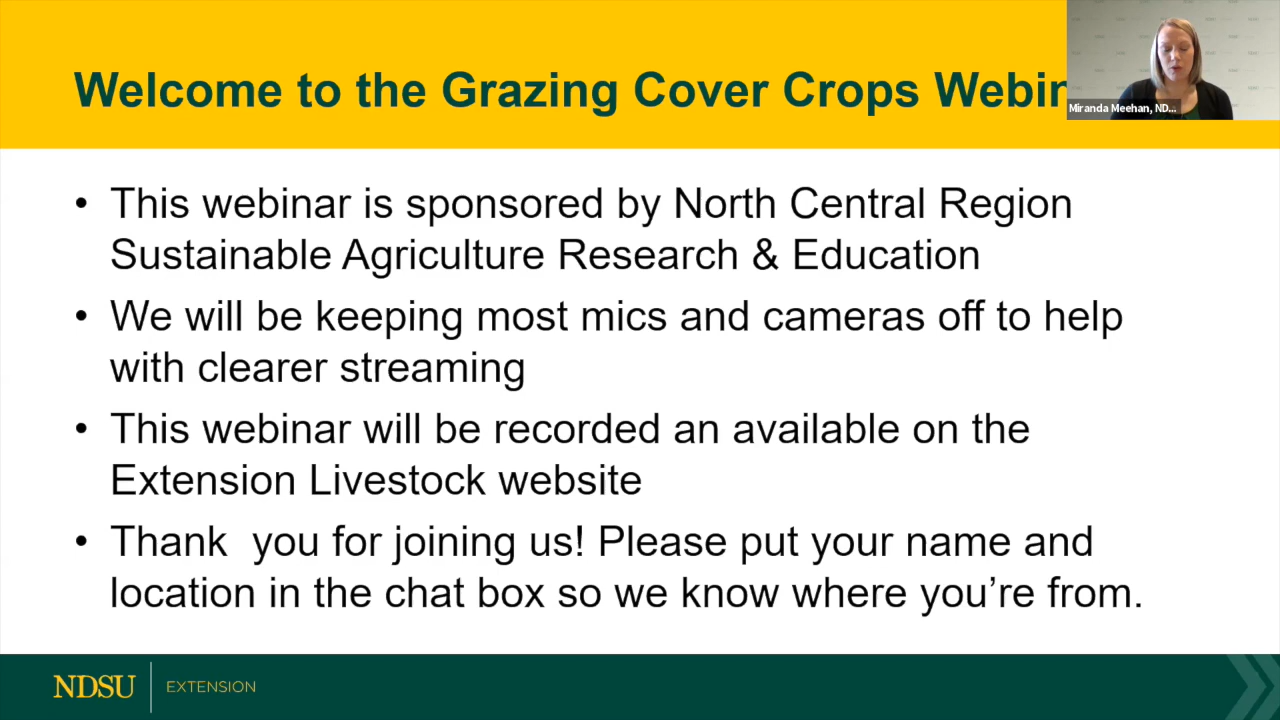 Welcome to the Grazing Cover Crops Webin
Miranda Meehan, ND...
• This webinar is sponsored by North Central Region
Sustainable Agriculture Research & Education
• We will be keeping most mics and cameras off to help
with clearer streaming
• This webinar will be recorded an available on the
Extension Livestock website
• Thank  you for joining us! Please put your name and
location in the chat box so we know where you’re from.
NDSU EXTENSION